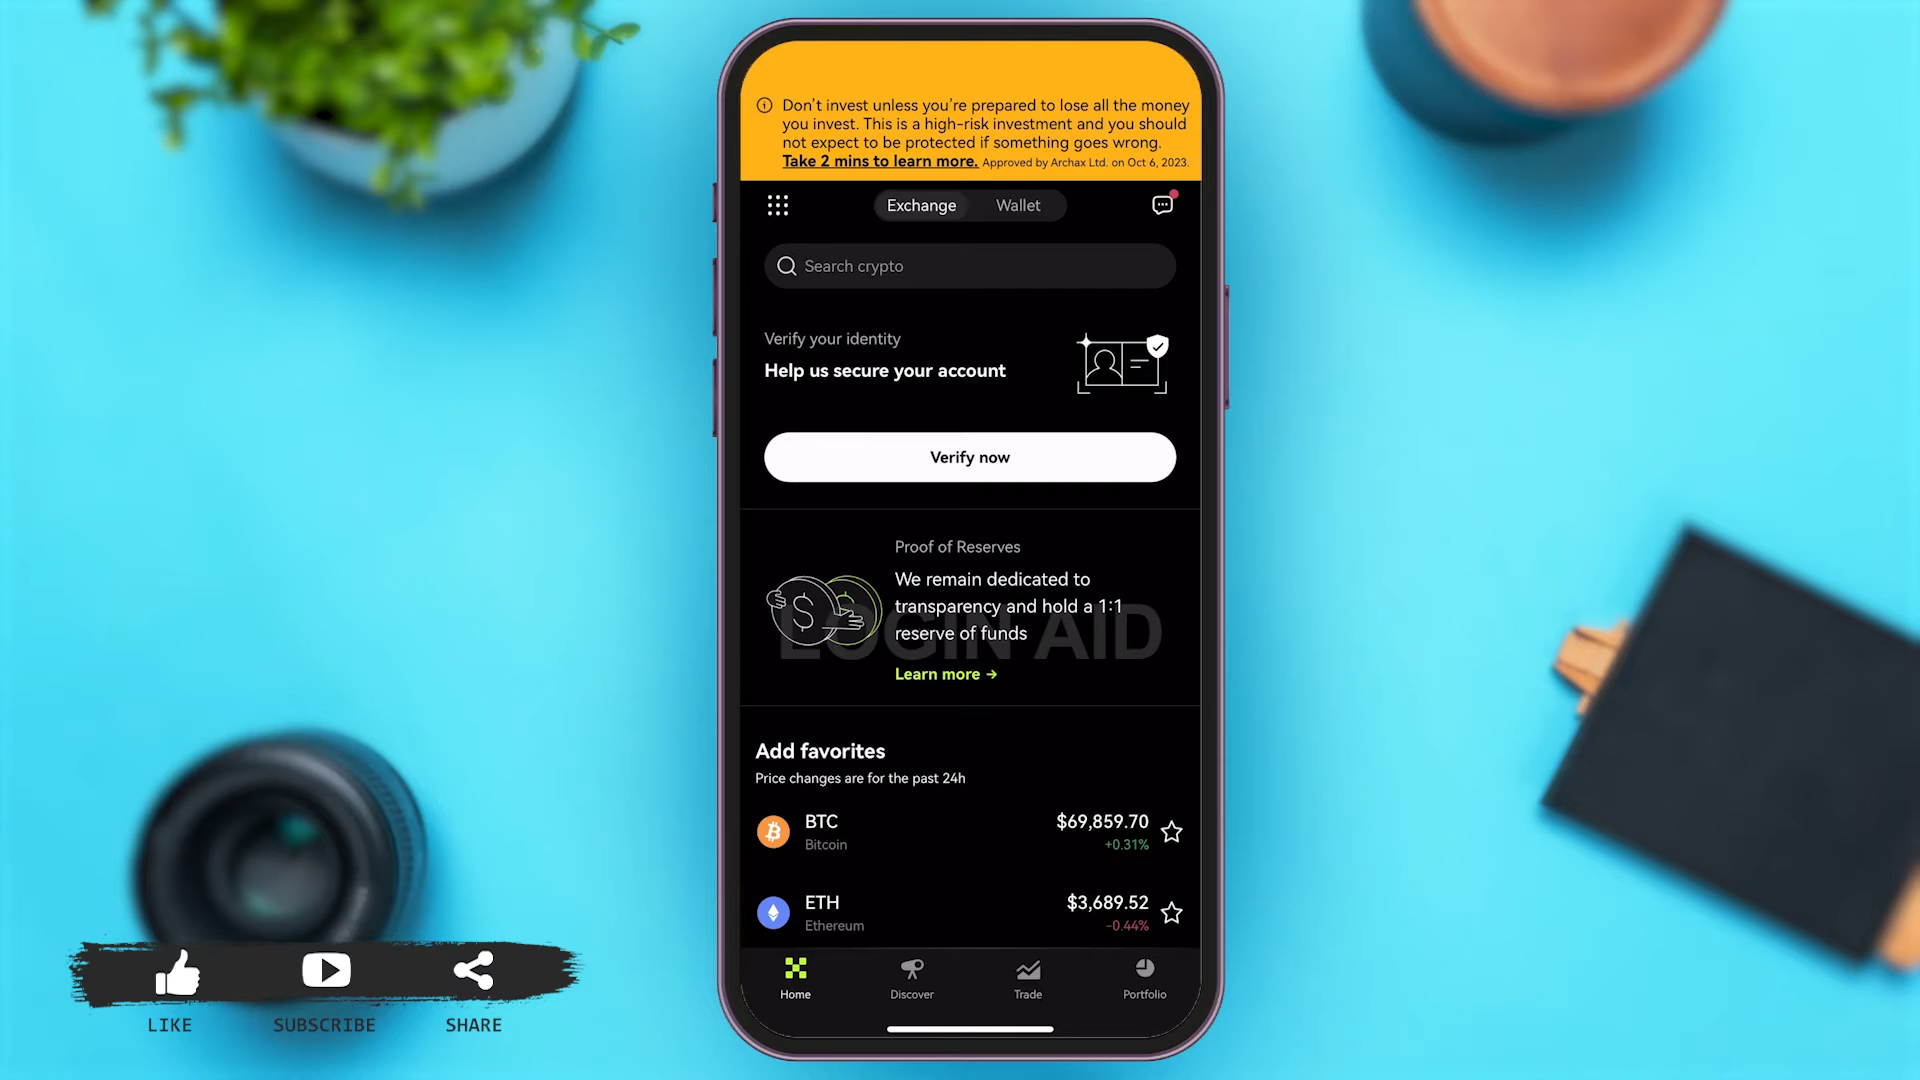 Don't invest unless you're prepared to lose all the money
you invest. This is a high-risk investment and you should
not expect to be protected if something goes wrong.
Take 2 mins to learn more. Approved by Archax Ltd. on Oct 6, 2023.
Exchange Wallet
Search crypto
Verify your identity
Help us secure your account
Verify now
Proof of Reserves
We remain dedicated to
transparency and hold a 1:1
reserve of funds
LOGIN AID
Learn more →
Add favorites
Price changes are for the past 24h
BTC $69,859.70
Bitcoin +0.31%
ETH $3,689.52
Ethereum -0.44%
Home Discover Trade Portfolio
LIKE SUBSCRIBE SHARE